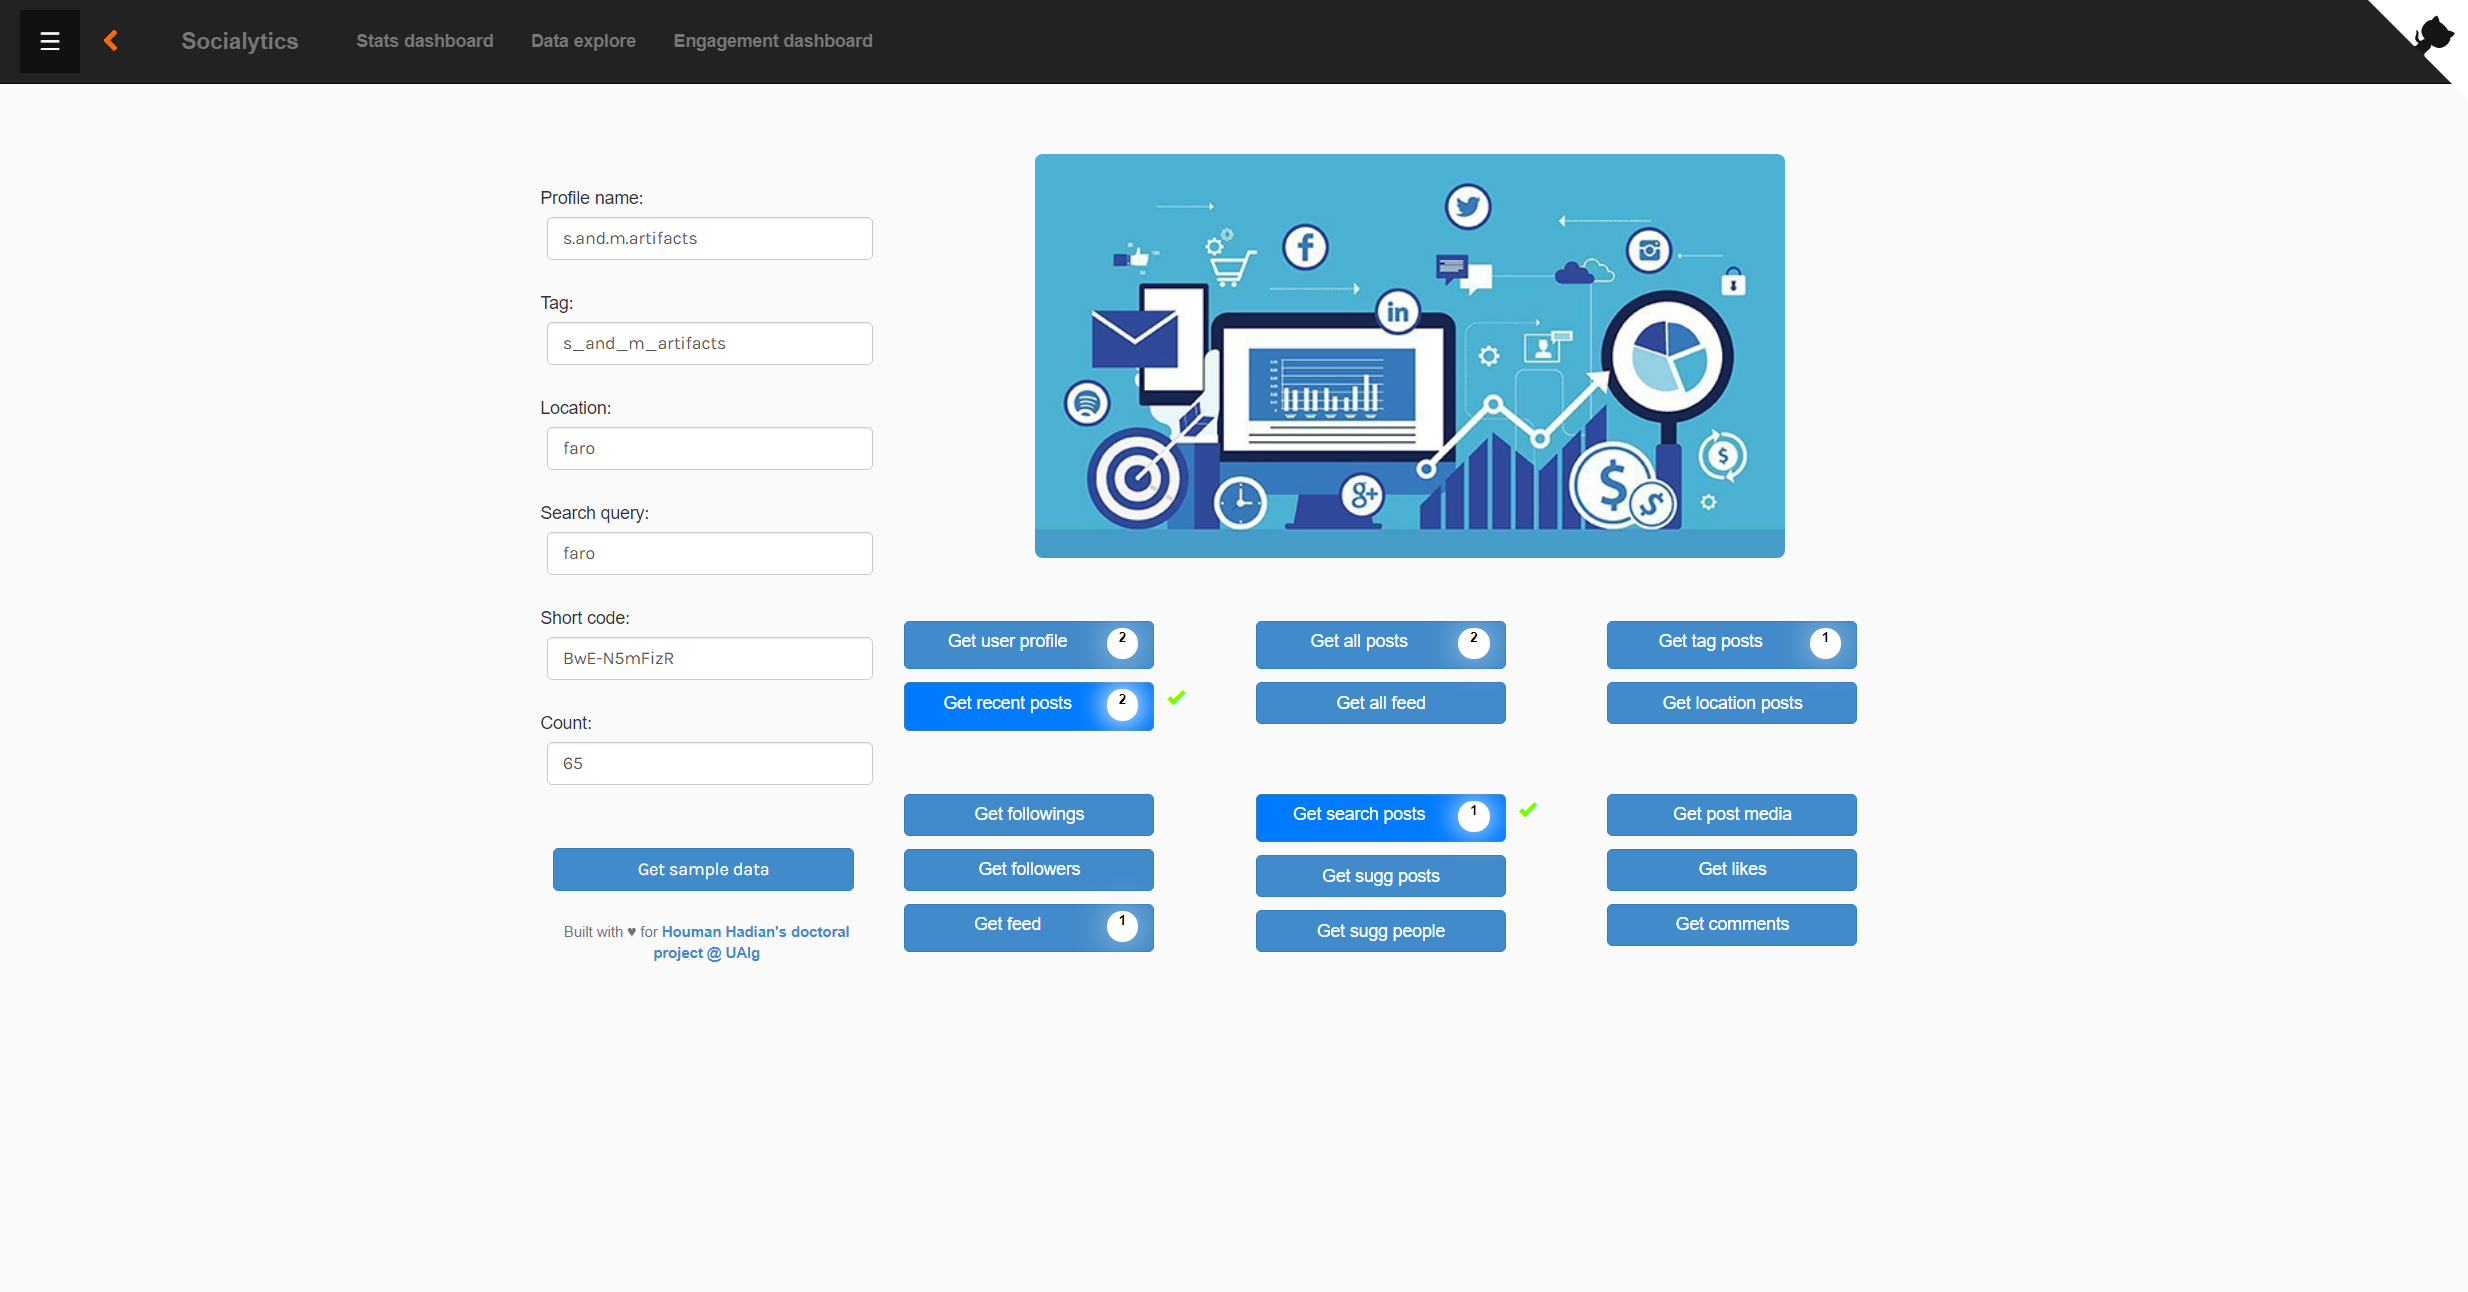 ☰ Socialytics Stats dashboard Data explore Engagement dashboard
Profile name:
s.and.m.artifacts
Tag:
s_and_m_artifacts
Location:
faro
Search query:
faro
Short code:
BwE-N5mFizR
Count:
65
Get sample data
Built with ♥ for Houman Hadian's doctoral
project @ UAlg
in
g+
$
$
$
Get user profile 2
Get all posts 2
Get tag posts 1
Get recent posts 2
Get all feed
Get location posts
Get followings
Get search posts 1
Get post media
Get followers
Get sugg posts
Get likes
Get feed 1
Get sugg people
Get comments